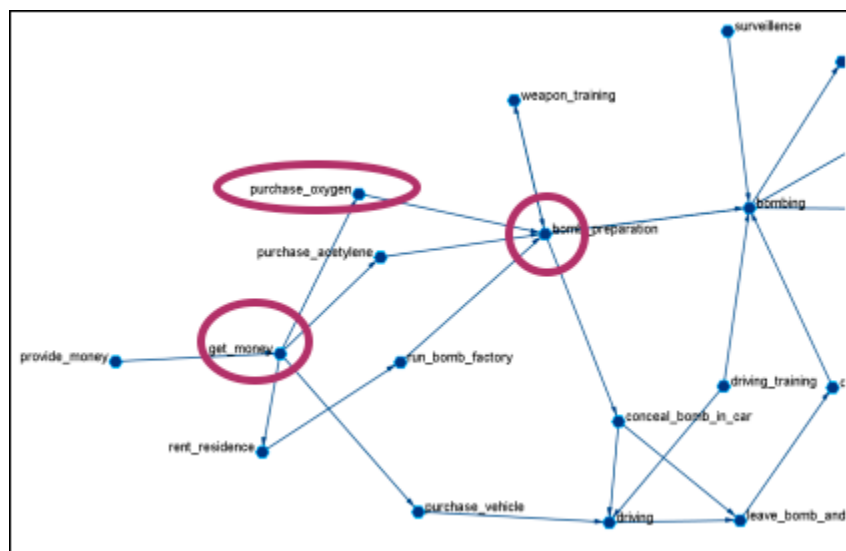 surveillence
weapon_training
purchase_oxygen
bombing
bomb_preparation
purchase_acetylene
get_money
provide_money
run_bomb_factory
driving_training
conceal_bomb_in_car
rent_residence
purchase_vehicle
driving
leave_bomb_and